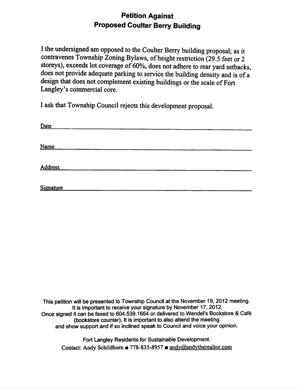 Petition Against
Proposed Coulter Berry Building
I the undersigned am opposed to the Coulter Berry building proposal; as it
contravenes Township Zoning Bylaws, of height restriction (29.5 feet or 2
storeys), exceeds lot coverage of 60%, does not adhere to rear yard setbacks,
does not provide adequate parking to service the building density and is of a
design that does not complement existing buildings or the scale of Fort
Langley's commercial core.
I ask that Township Council rejects this development proposal.
Date
Name
Address
Signature
This petition will be presented to Township Council at the November 19, 2012 meeting.
It is important to receive your signature by November 17, 2012.
Once signed it can be faxed to 604.539.1664 or delivered to Wendel's Bookstore & Café
(bookstore counter). It is important to also attend the meeting
and show support and if so inclined speak to Council and voice your opinion.
Fort Langley Residents for Sustainable Development.
Contact: Andy Schildhorn ■ 778-835-8957 ■ andy@andytherealtor.com